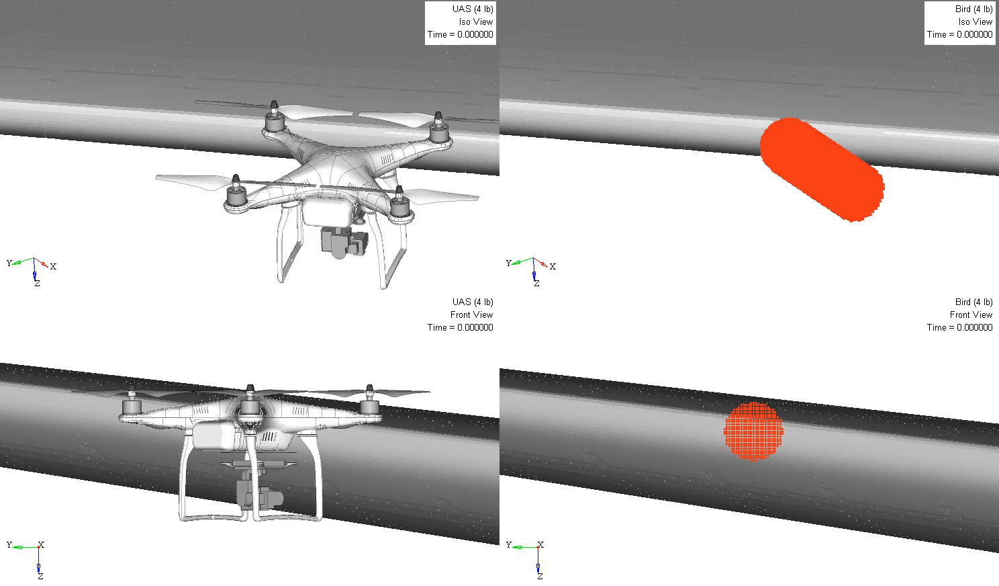 UAS (4 lb)
Iso View
Time = 0.000000
Bird (4 lb)
Iso View
Time = 0.000000
Y
X
Z
Y
X
Z
UAS (4 lb)
Front View
Time = 0.000000
Bird (4 lb)
Front View
Time = 0.000000
Y
X
Z
Y
X
Z